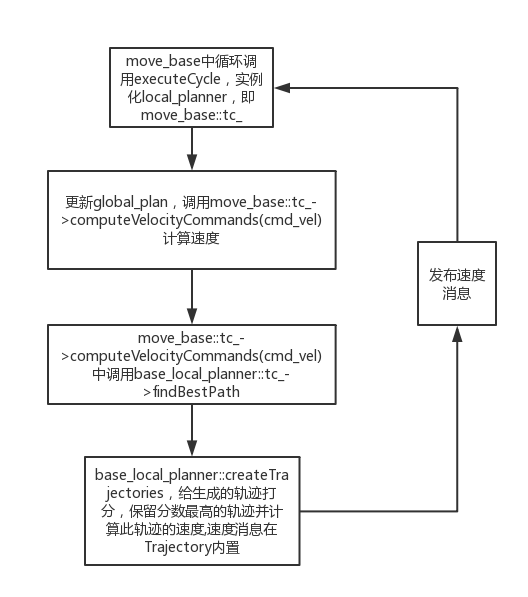 move_base中循环调
用executeCycle，实例
化local_planner，即
move_base::tc_
更新global_plan，调用move_base::tc_-
>computeVelocityCommands(cmd_vel)
计算速度
发布速度
消息
move_base::tc_-
>computeVelocityCommands(cmd_vel)
中调用base_local_planner::tc_-
>findBestPath
base_local_planner::createTra
jectories，给生成的轨迹打
分，保留分数最高的轨迹并计
算此轨迹的速度,速度消息在
Trajectory内置